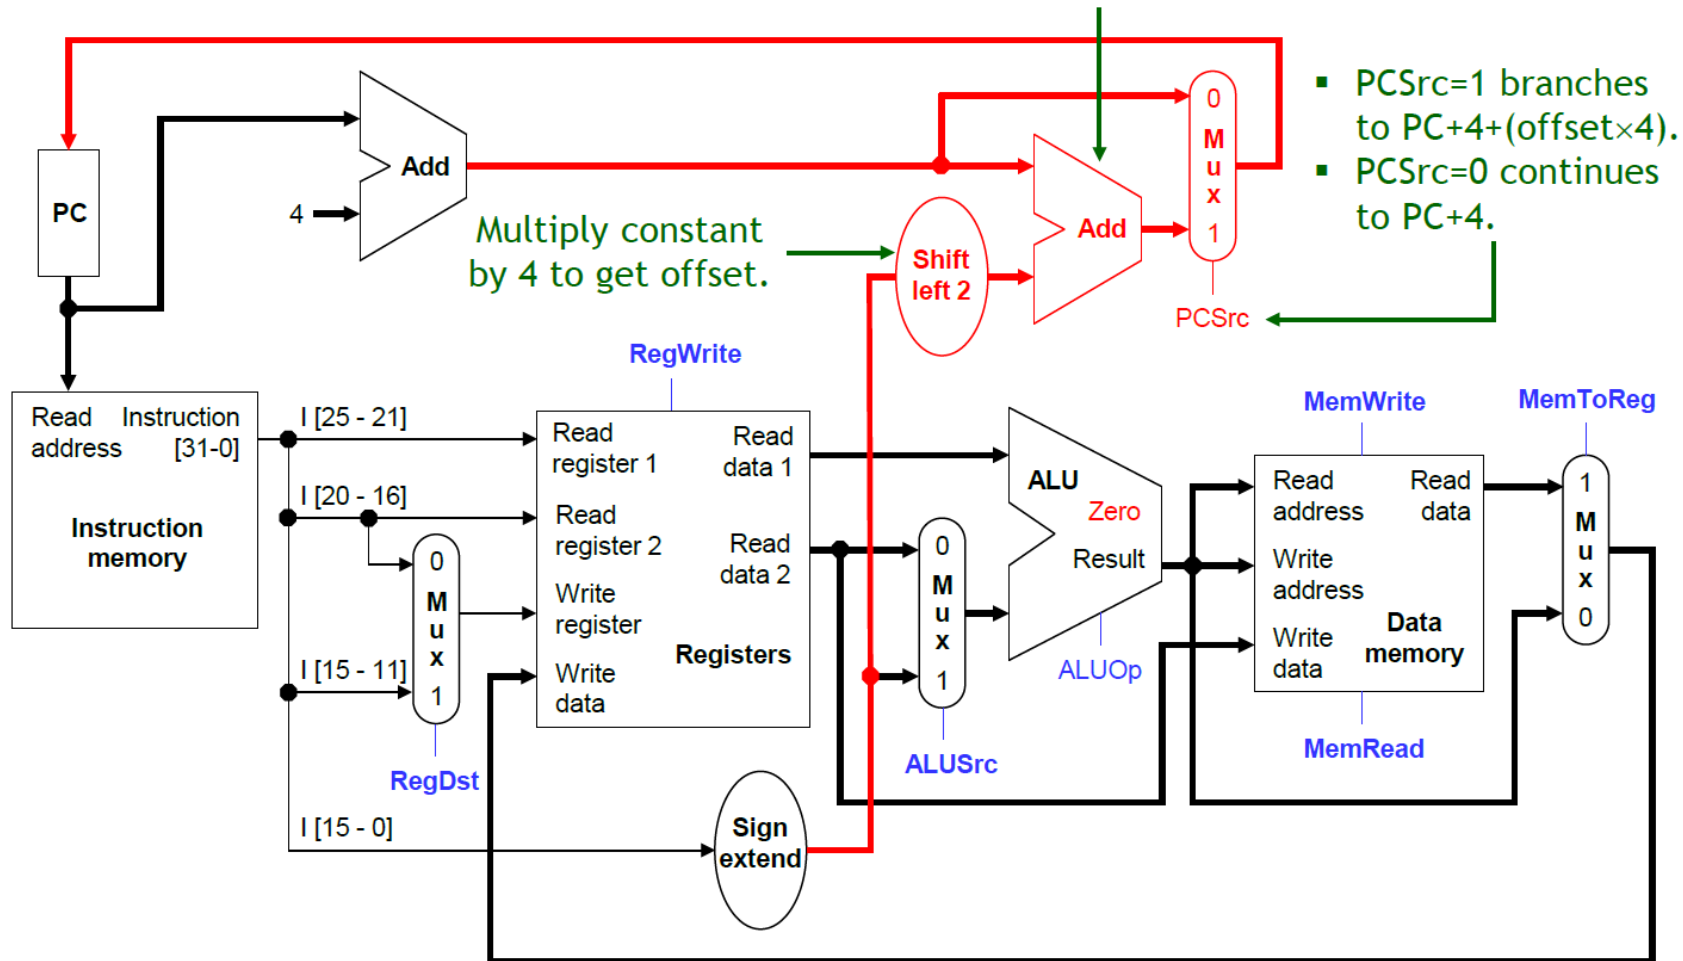 ▪ PCSrc=1 branches
to PC+4+(offset×4).
▪ PCSrc=0 continues
to PC+4.
0
M
u
x
1
Add
PC
4
Multiply constant
by 4 to get offset.
Shift
left 2
Add
PCSrc
RegWrite
MemWrite
MemToReg
Read
address
Instruction
[31-0]
Instruction
memory
I [25 - 21]
I [20 - 16]
I [15 - 11]
I [15 - 0]
0
M
u
x
1
RegDst
Read
register 1
Read
register 2
Write
register
Write
data
Read
data 1
Read
data 2
Registers
Sign
extend
0
M
u
x
1
ALUSrc
ALU
Zero
Result
ALUOp
Read
address
Write
address
Write
data
Read
data
Data
memory
MemRead
1
M
u
x
0